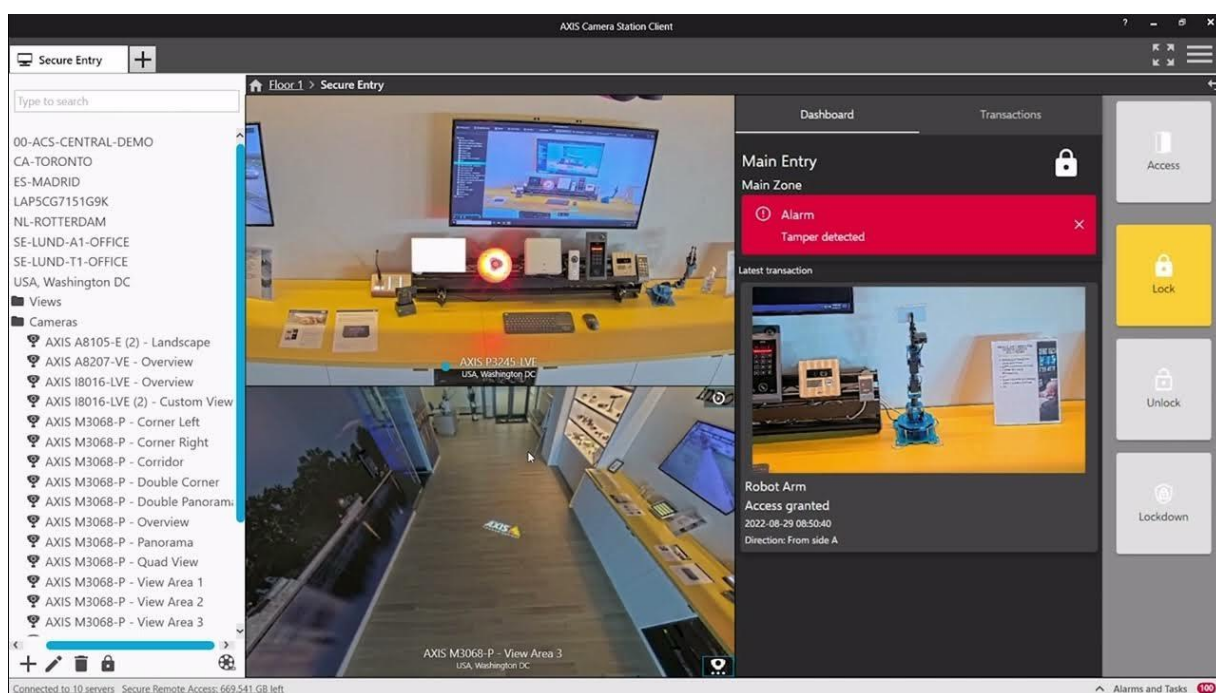 AXIS Camera Station Client
?
Secure Entry
Floor 1 > Secure Entry
Type to search
00-ACS-CENTRAL-DEMO
CA-TORONTO
ES-MADRID
LAP5CG7151G9K
NL-ROTTERDAM
SE-LUND-A1-OFFICE
SE-LUND-T1-OFFICE
USA, Washington DC
Views
Cameras
AXIS A8105-E (2) - Landscape
AXIS A8207-VE - Overview
AXIS I8016-LVE - Overview
AXIS I8016-LVE (2) - Custom View
AXIS M3068-P - Corner Left
AXIS M3068-P - Corner Right
AXIS M3068-P - Corridor
AXIS M3068-P - Double Corner
AXIS M3068-P - Double Panorama
AXIS M3068-P - Overview
AXIS M3068-P - Panorama
AXIS M3068-P - Quad View
AXIS M3068-P - View Area 1
AXIS M3068-P - View Area 2
AXIS M3068-P - View Area 3
AXIS P3245-LVE
USA, Washington DC
AXIS
AXIS M3068-P - View Area 3
USA, Washington DC
Dashboard
Transactions
Main Entry
Main Zone
Alarm
Tamper detected
Latest transaction
Robot Arm
Access granted
2022-08-29 08:50:40
Direction: From side A
Access
Lock
Unlock
Lockdown
Connected to 10 servers Secure Remote Access: 669.541 GB left
Alarms and Tasks 100